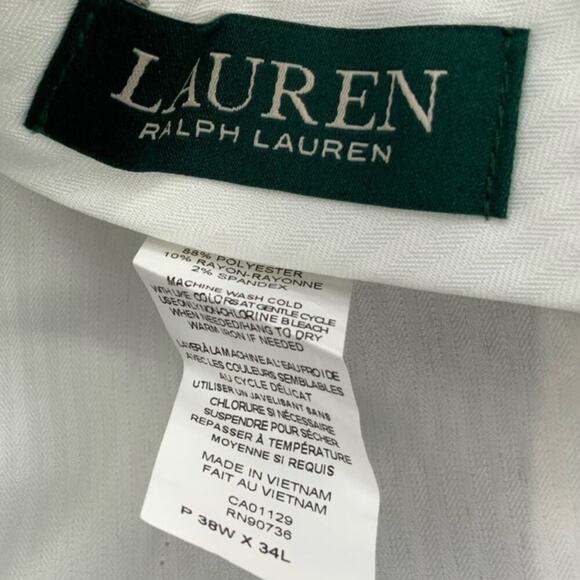 LAUREN
RALPH LAUREN
88% POLYESTER
10% RAYON-RAYONNE
2% SPANDEX
MACHINE WASH COLD
WITH LIKE COLORS AT GENTLE CYCLE
USE ONLY NON-CHLORINE BLEACH
WHEN NEEDED/HANG TO DRY
WARM IRON IF NEEDED
LAVER À LA MACHINE A L'EAU FROIDE
AVEC LES COULEURS SEMBLABLES
AU CYCLE DÉLICAT
UTILISER UN JAVELISANT SANS
CHLORURE SI NÉCESSAIRE
SUSPENDRE POUR SÉCHER
REPASSER À TEMPÉRATURE
MOYENNE SI REQUIS
MADE IN VIETNAM
FAIT AU VIETNAM
CA01129
RN90736
P 38W X 34L